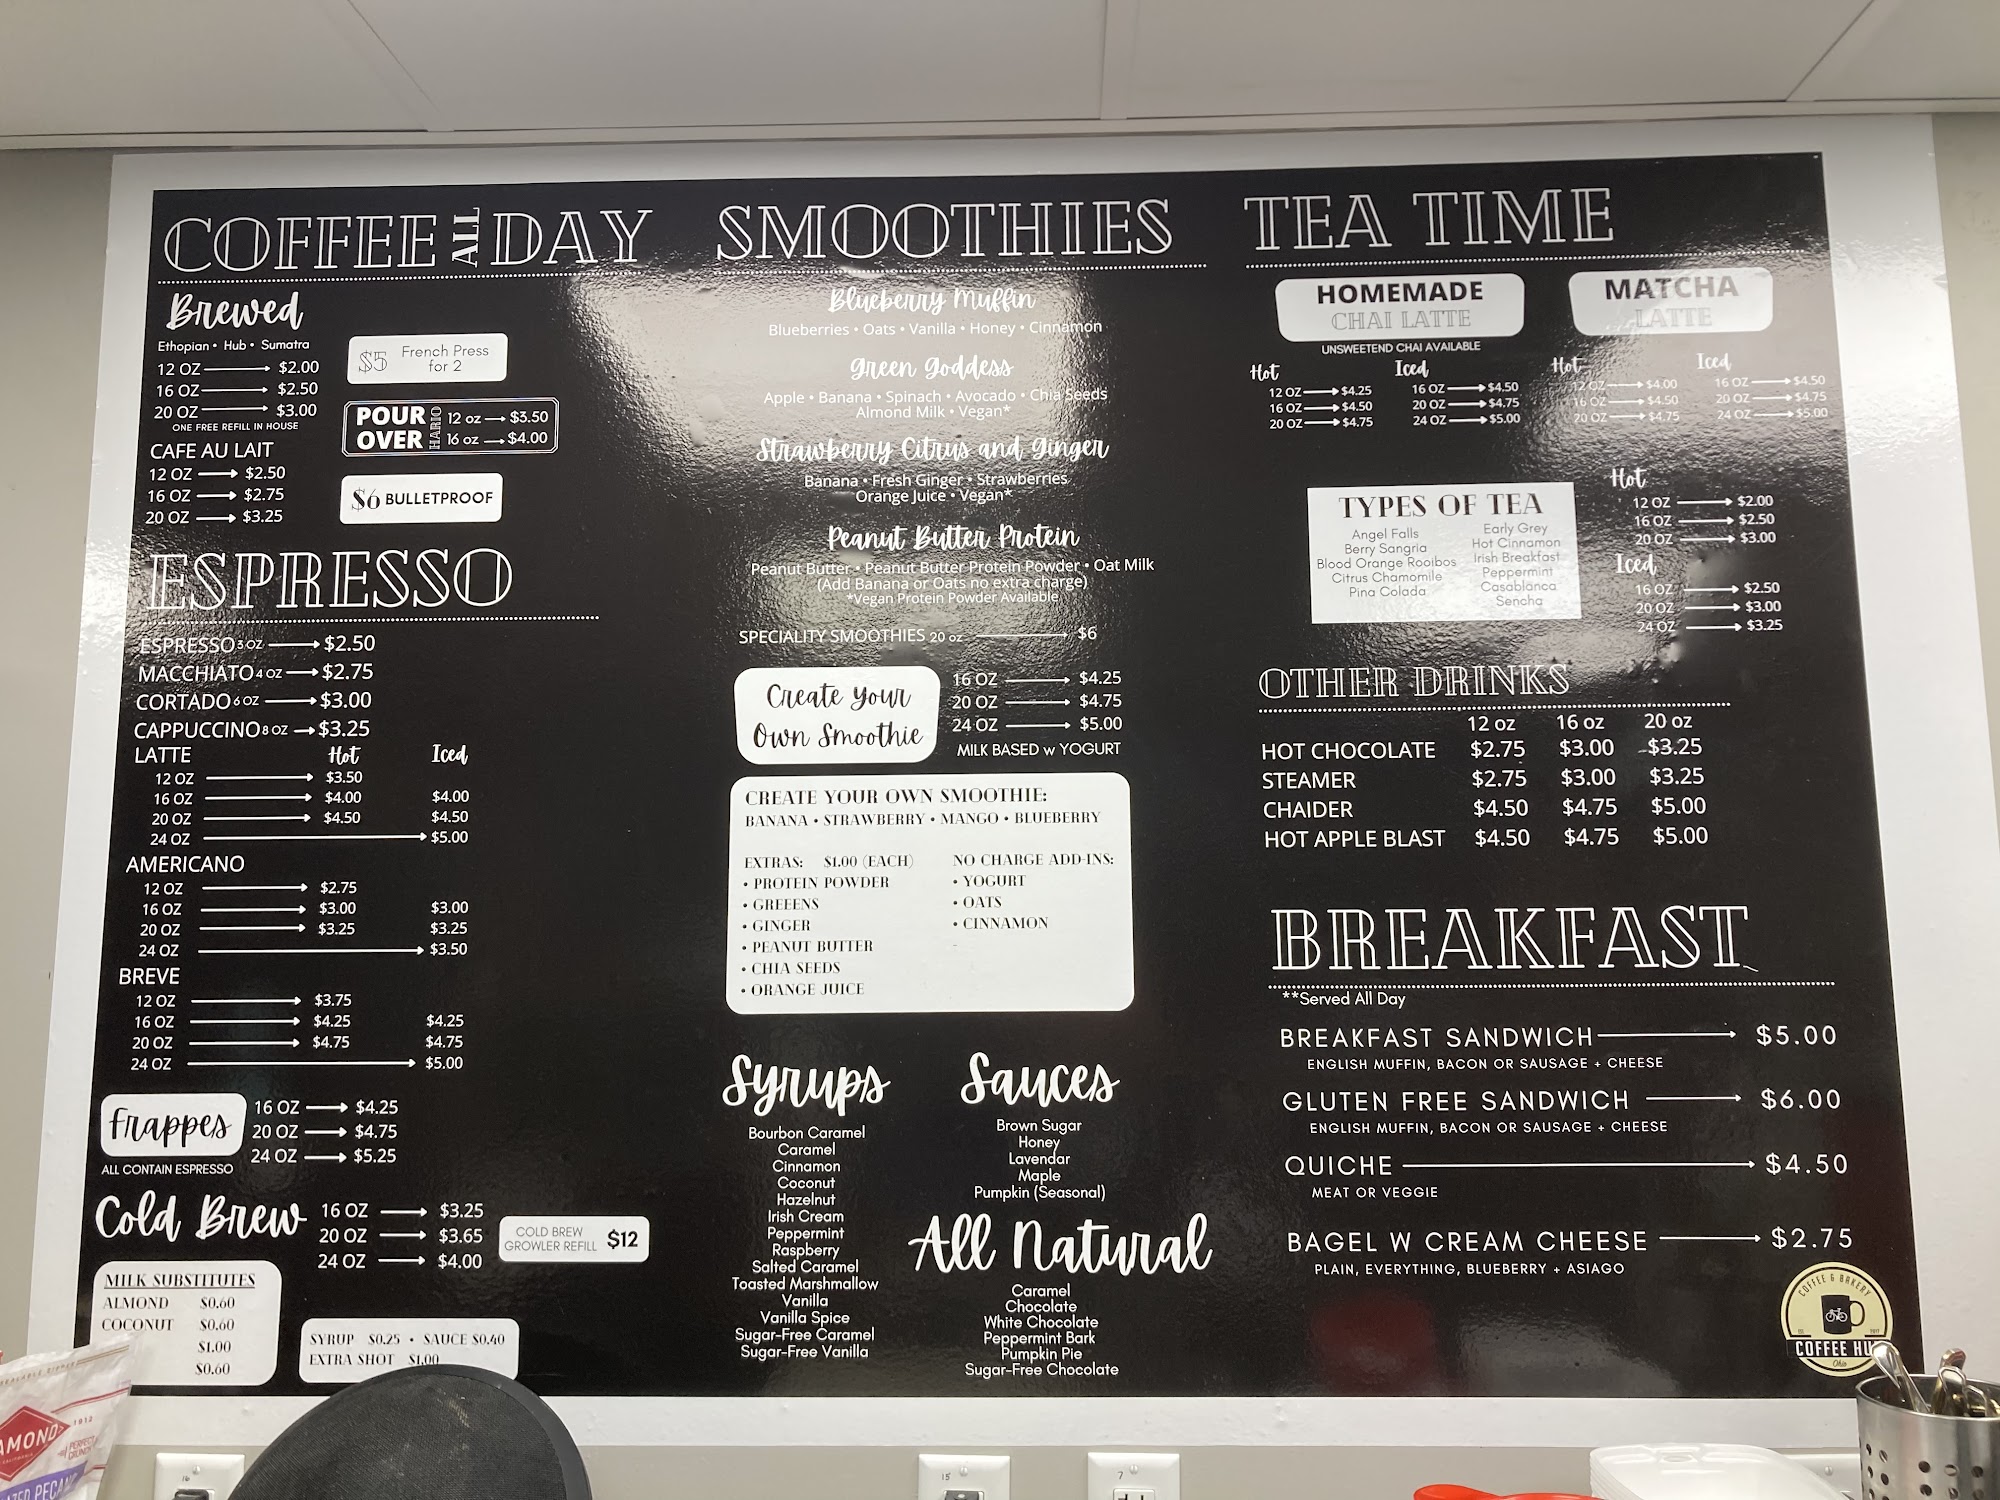 COFFEE ALL DAY
Brewed
Ethopian • Hub • Sumatra
12 OZ $2.00
16 OZ $2.50
20 OZ $3.00
ONE FREE REFILL IN HOUSE
CAFE AU LAIT
12 OZ $2.50
16 OZ $2.75
20 OZ $3.25
$5 French Press
for 2
POUR OVER HARIO
12 oz $3.50
16 oz $4.00
$6 BULLETPROOF
ESPRESSO
ESPRESSO 3 OZ $2.50
MACCHIATO 4 OZ $2.75
CORTADO 6 OZ $3.00
CAPPUCCINO 8 OZ $3.25
LATTE Hot Iced
12 OZ $3.50
16 OZ $4.00 $4.00
20 OZ $4.50 $4.50
24 OZ $5.00
AMERICANO
12 OZ $2.75
16 OZ $3.00 $3.00
20 OZ $3.25 $3.25
24 OZ $3.50
BREVE
12 OZ $3.75
16 OZ $4.25 $4.25
20 OZ $4.75 $4.75
24 OZ $5.00
Frappes
16 OZ $4.25
20 OZ $4.75
24 OZ $5.25
ALL CONTAIN ESPRESSO
Cold Brew
16 OZ $3.25
20 OZ $3.65
24 OZ $4.00
COLD BREW
GROWLER REFILL $12
MILK SUBSTITUTES
ALMOND $0.60
COCONUT $0.60
$1.00
$0.60
SYRUP $0.25 • SAUCE $0.40
EXTRA SHOT $1.00
SMOOTHIES
Blueberry Muffin
Blueberries • Oats • Vanilla • Honey • Cinnamon
Green Goddess
Apple • Banana • Spinach • Avocado • Chia Seeds
Almond Milk • Vegan*
Strawberry Citrus and Ginger
Banana • Fresh Ginger • Strawberries
Orange Juice • Vegan*
Peanut Butter Protein
Peanut Butter • Peanut Butter Protein Powder • Oat Milk
(Add Banana or Oats no extra charge)
*Vegan Protein Powder Available
SPECIALITY SMOOTHIES 20 oz $6
Create Your
Own Smoothie
16 OZ $4.25
20 OZ $4.75
24 OZ $5.00
MILK BASED w YOGURT
CREATE YOUR OWN SMOOTHIE:
BANANA • STRAWBERRY • MANGO • BLUEBERRY
EXTRAS: $1.00 (EACH)
• PROTEIN POWDER
• GREEENS
• GINGER
• PEANUT BUTTER
• CHIA SEEDS
• ORANGE JUICE
NO CHARGE ADD-INS:
• YOGURT
• OATS
• CINNAMON
Syrups
Bourbon Caramel
Caramel
Cinnamon
Coconut
Hazelnut
Irish Cream
Peppermint
Raspberry
Salted Caramel
Toasted Marshmallow
Vanilla
Vanilla Spice
Sugar-Free Caramel
Sugar-Free Vanilla
Sauces
Brown Sugar
Honey
Lavendar
Maple
Pumpkin (Seasonal)
All Natural
Caramel
Chocolate
White Chocolate
Peppermint Bark
Pumpkin Pie
Sugar-Free Chocolate
TEA TIME
HOMEMADE
CHAI LATTE
UNSWEETEND CHAI AVAILABLE
Hot
12 OZ $4.25
16 OZ $4.50
20 OZ $4.75
Iced
16 OZ $4.50
20 OZ $4.75
24 OZ $5.00
MATCHA
LATTE
Hot
12 OZ $4.00
16 OZ $4.50
20 OZ $4.75
Iced
16 OZ $4.50
20 OZ $4.75
24 OZ $5.00
TYPES OF TEA
Angel Falls
Berry Sangria
Blood Orange Rooibos
Citrus Chamomile
Pina Colada
Early Grey
Hot Cinnamon
Irish Breakfast
Peppermint
Casablanca
Sencha
Hot
12 OZ $2.00
16 OZ $2.50
20 OZ $3.00
Iced
16 OZ $2.50
20 OZ $3.00
24 OZ $3.25
OTHER DRINKS
12 oz 16 oz 20 oz
HOT CHOCOLATE $2.75 $3.00 $3.25
STEAMER $2.75 $3.00 $3.25
CHAIDER $4.50 $4.75 $5.00
HOT APPLE BLAST $4.50 $4.75 $5.00
BREAKFAST
**Served All Day
BREAKFAST SANDWICH $5.00
ENGLISH MUFFIN, BACON OR SAUSAGE + CHEESE
GLUTEN FREE SANDWICH $6.00
ENGLISH MUFFIN, BACON OR SAUSAGE + CHEESE
QUICHE $4.50
MEAT OR VEGGIE
BAGEL W CREAM CHEESE $2.75
PLAIN, EVERYTHING, BLUEBERRY + ASIAGO
COFFEE & BAKERY
COFFEE HU
Ohio
1912
PERFECT
16
15
7